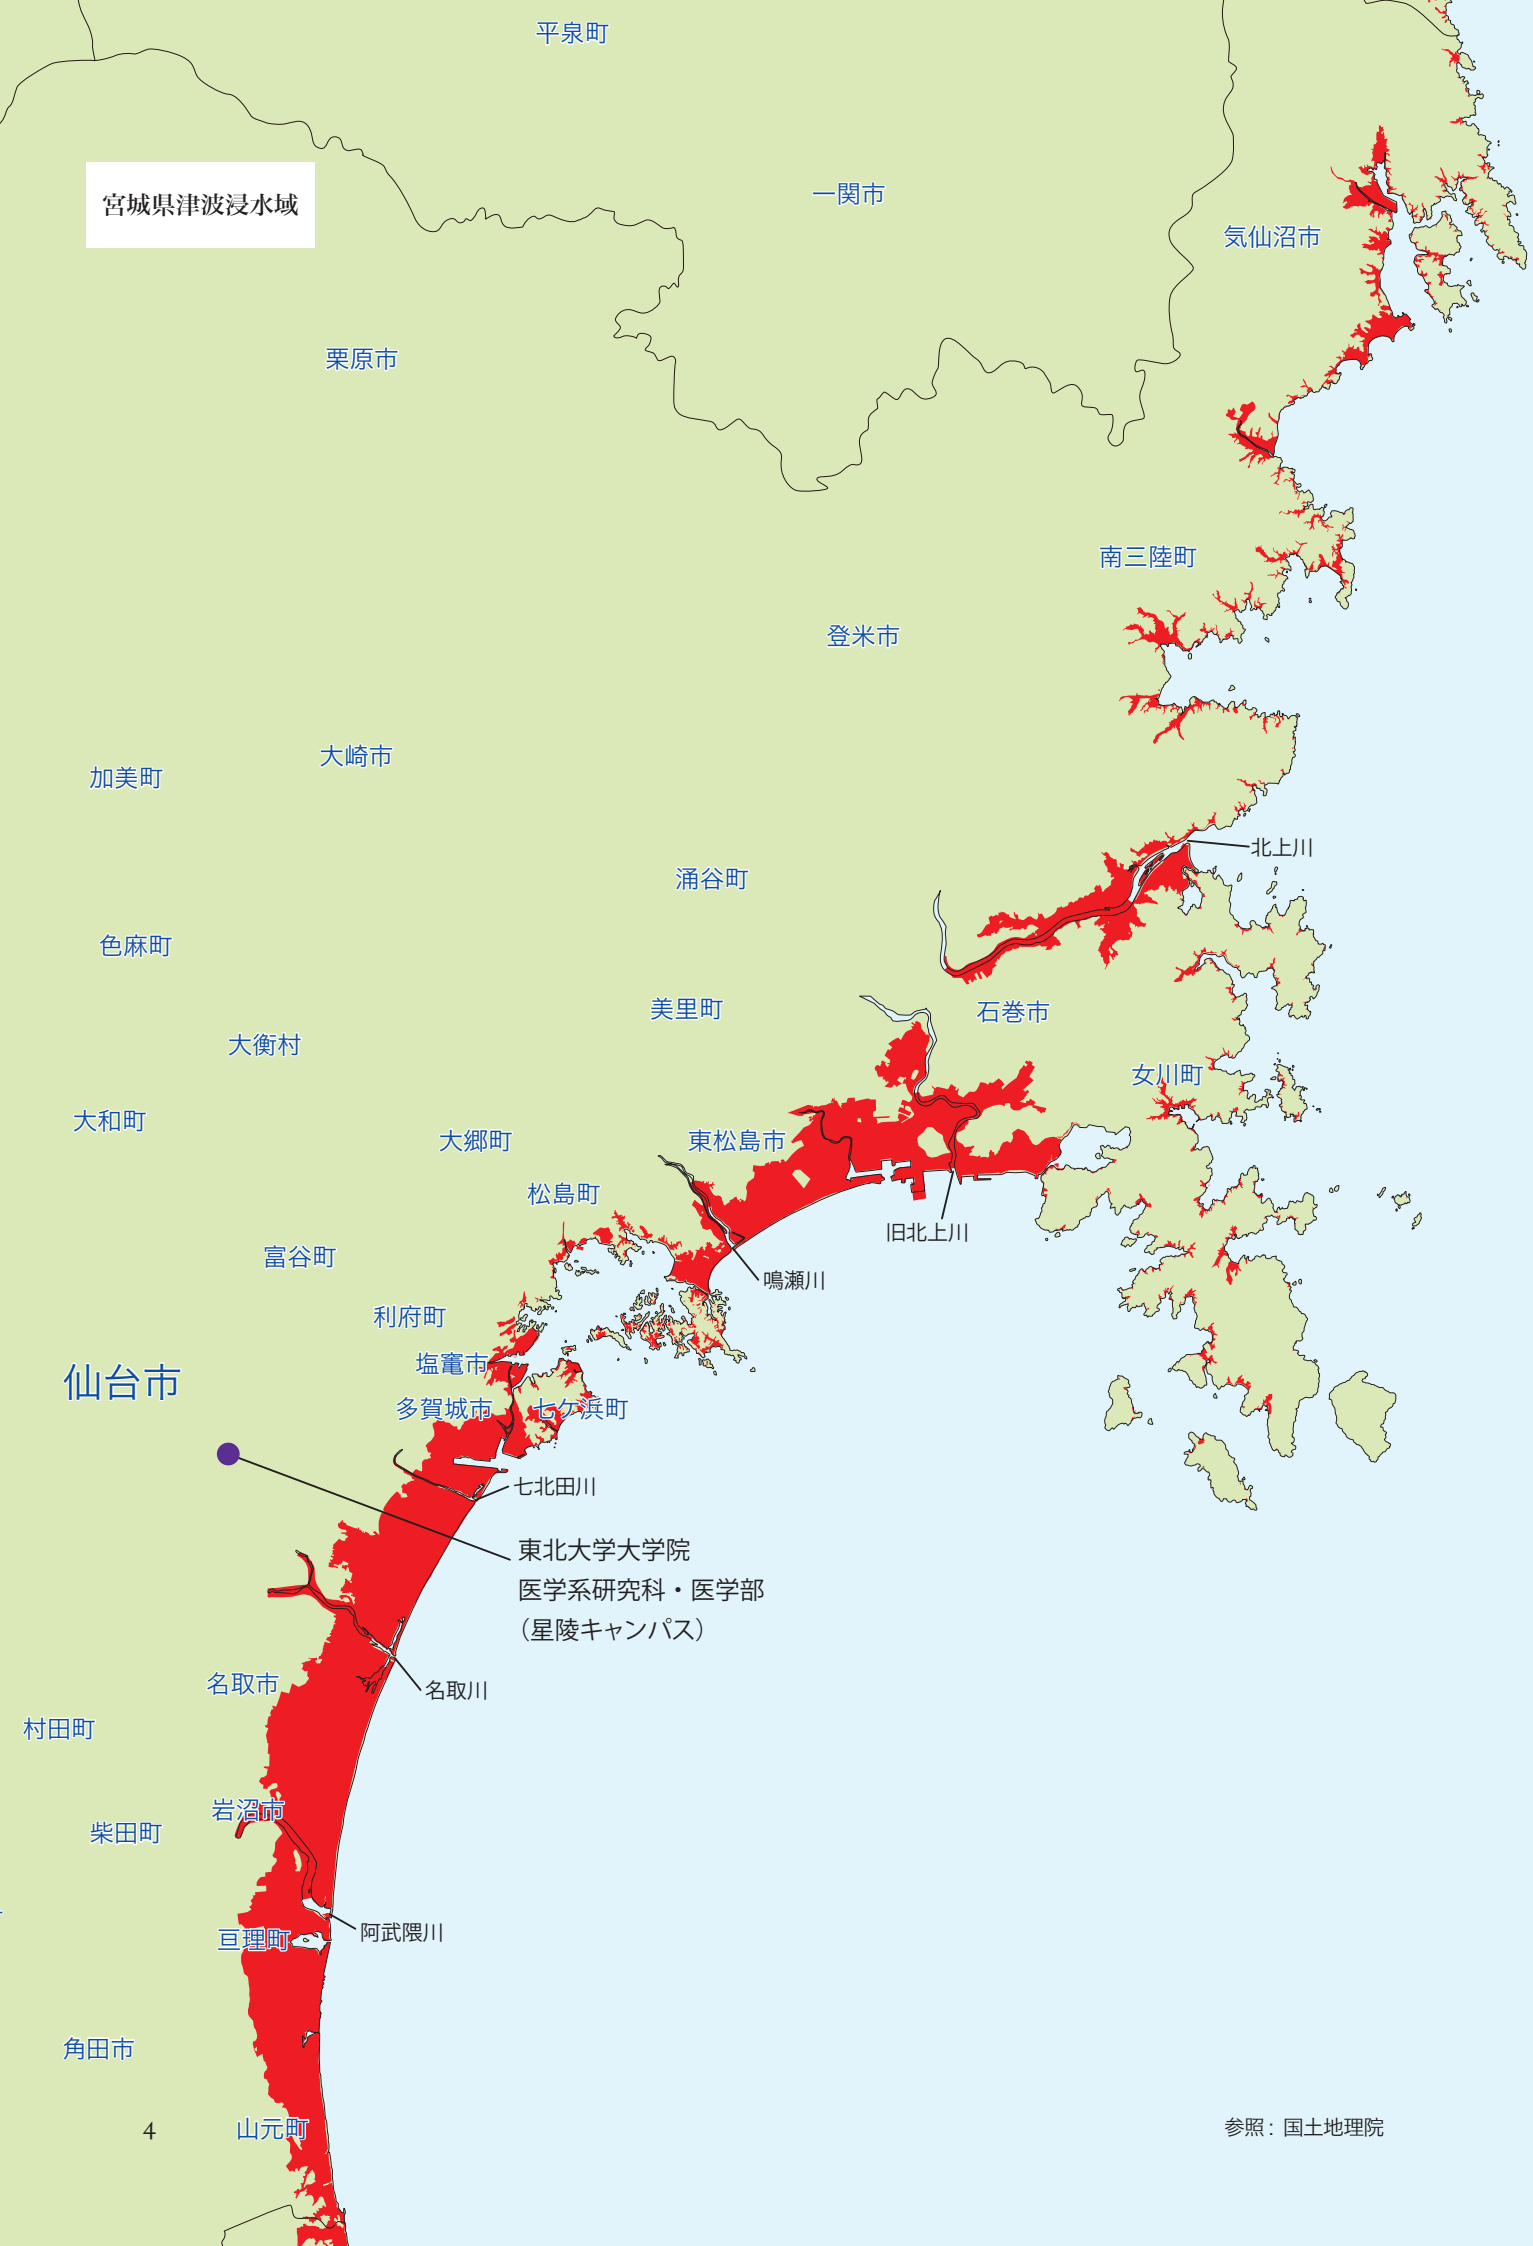 平泉町
宮城県津波浸水域
一関市
気仙沼市
栗原市
南三陸町
登米市
大崎市
加美町
北上川
涌谷町
色麻町
美里町
石巻市
大衡村
女川町
大和町
大郷町
東松島市
松島町
旧北上川
富谷町
鳴瀬川
利府町
塩竃市
仙台市
多賀城市
七ケ浜町
七北田川
東北大学大学院
医学系研究科・医学部
（星陵キャンパス）
名取市
名取川
村田町
岩沼市
柴田町
阿武隈川
亘理町
角田市
山元町
参照：国土地理院
4